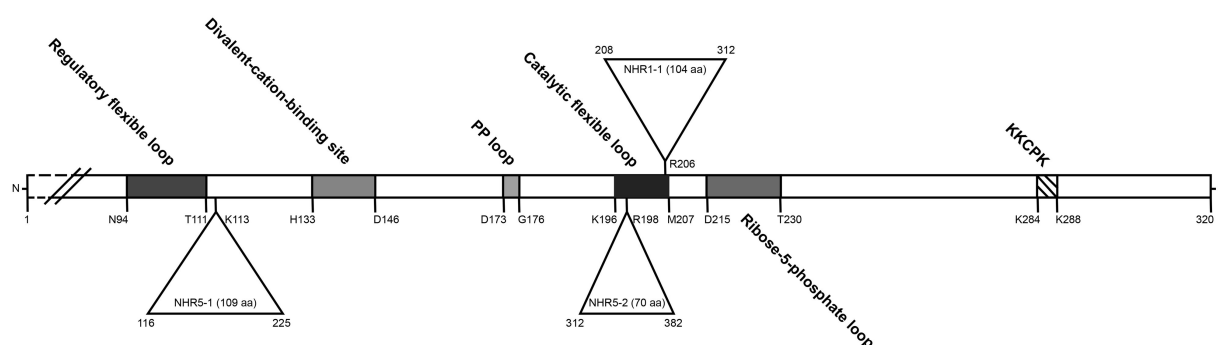 Regulatory flexible loop
Divalent-cation-binding site
PP loop
Catalytic flexible loop
208
312
NHR1-1 (104 aa)
R206
KKCPK
N
1
N94
T111
K113
H133
D146
D173
G176
K196
R198
M207
D215
T230
K284
K288
320
Ribose-5-phosphate loop
NHR5-1 (109 aa)
116
225
NHR5-2 (70 aa)
312
382